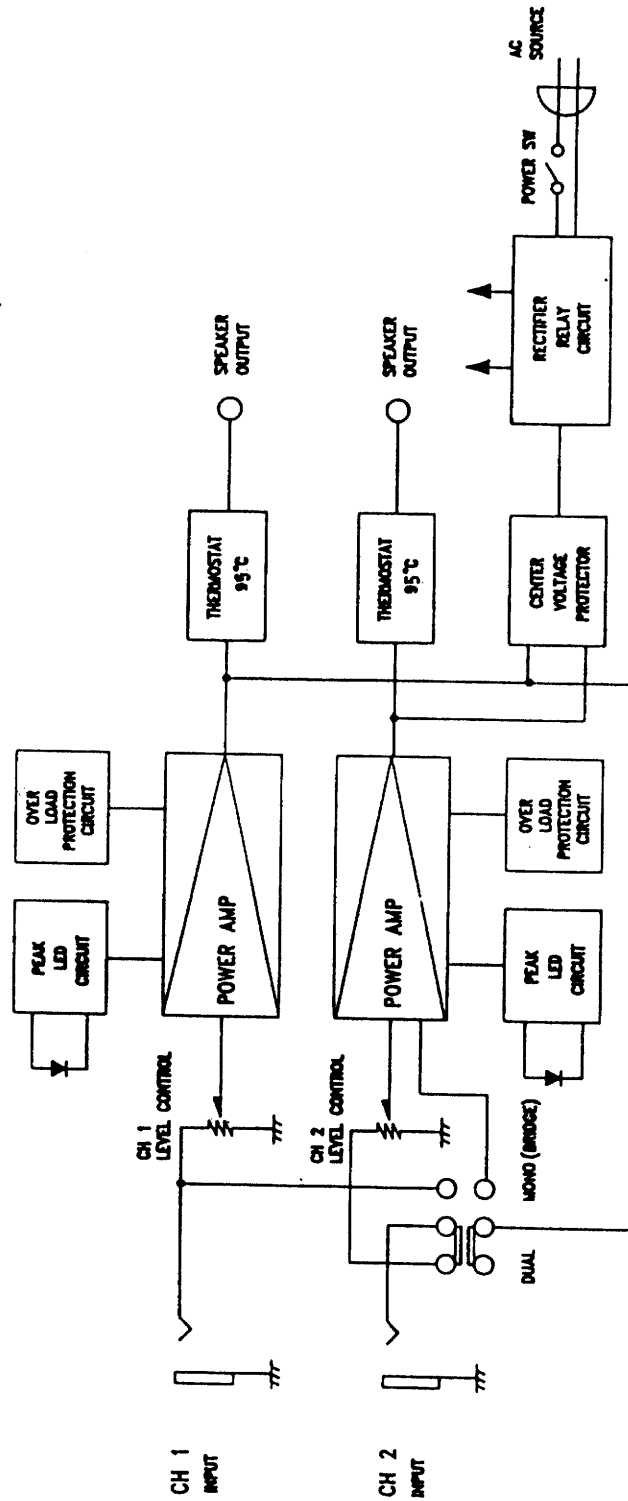 CH 1
INPUT
CH 1
LEVEL CONTROL
PEAK
LED
CIRCUIT
OVER
LOAD
PROTECTION
CIRCUIT
POWER AMP
THERMOSTAT
95°C
SPEAKER
OUTPUT
CH 2
INPUT
CH 2
LEVEL CONTROL
POWER AMP
THERMOSTAT
95°C
SPEAKER
OUTPUT
DUAL
MONO (BRIDGE)
PEAK
LED
CIRCUIT
OVER
LOAD
PROTECTION
CIRCUIT
CENTER
VOLTAGE
PROTECTOR
RECTIFIER
RELAY
CIRCUIT
POWER SW
AC
SOURCE